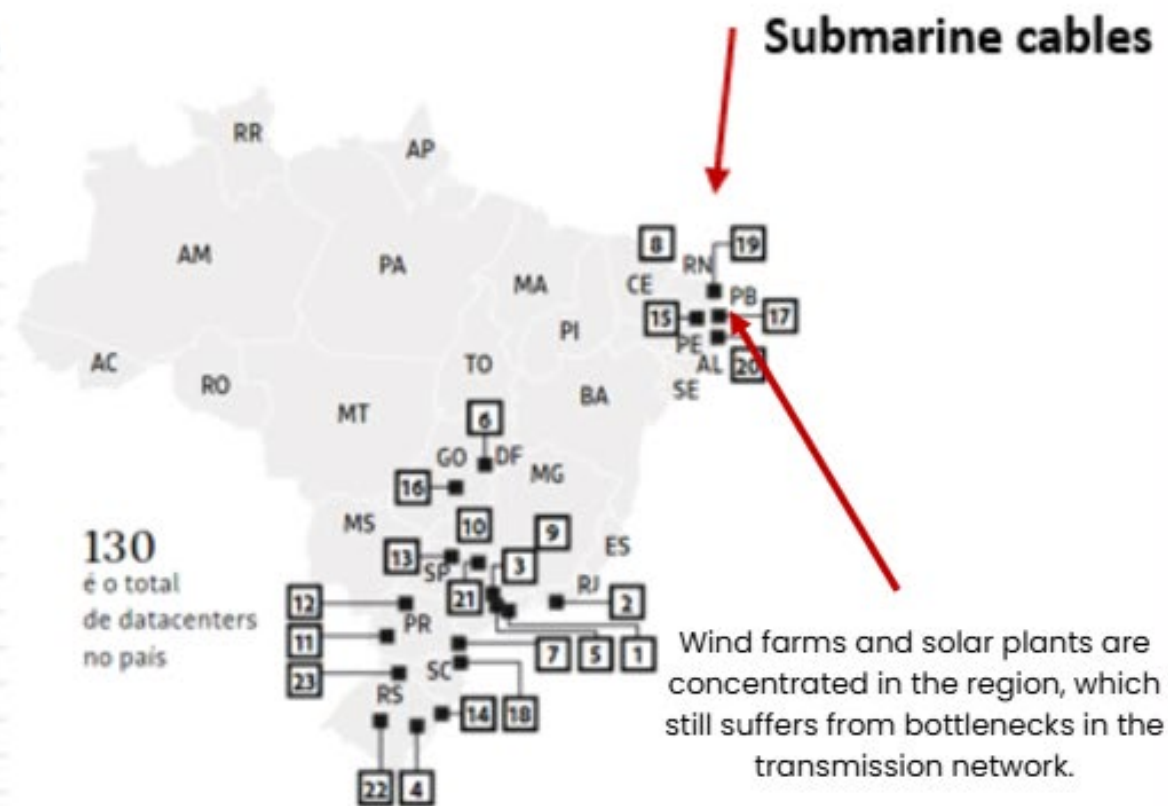 Submarine cables
RR
AP
AM
PA
MA
CE
RN
PB
PI
PE
AL
SE
AC
RO
TO
BA
MT
GO
DF
MG
MS
SP
ES
RJ
PR
SC
RS
8
19
15
17
20
6
16
10
9
13
3
21
12
2
11
7
5
1
23
14
18
22
4
130
é o total
de datacenters
no país
Wind farms and solar plants are
concentrated in the region, which
still suffers from bottlenecks in the
transmission network.